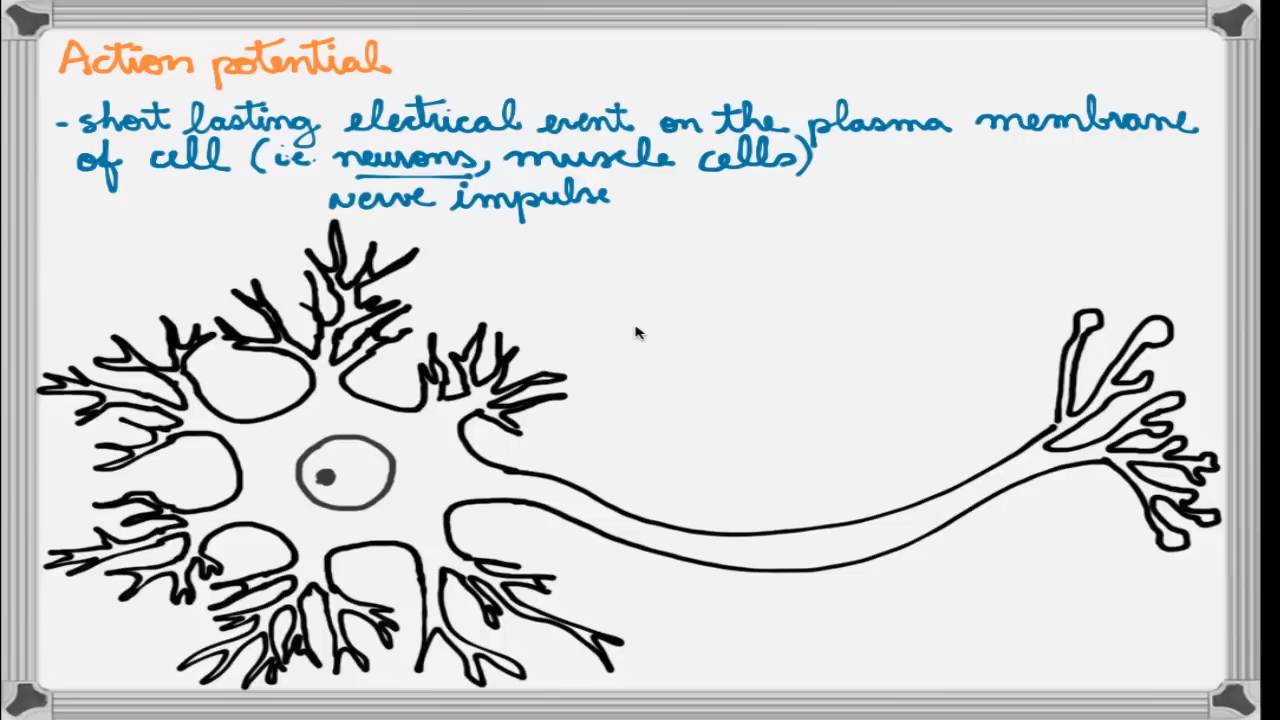 Action potential
- short lasting electrical event on the plasma membrane
of cell (i.e. neurons, muscle cells)
nerve impulse